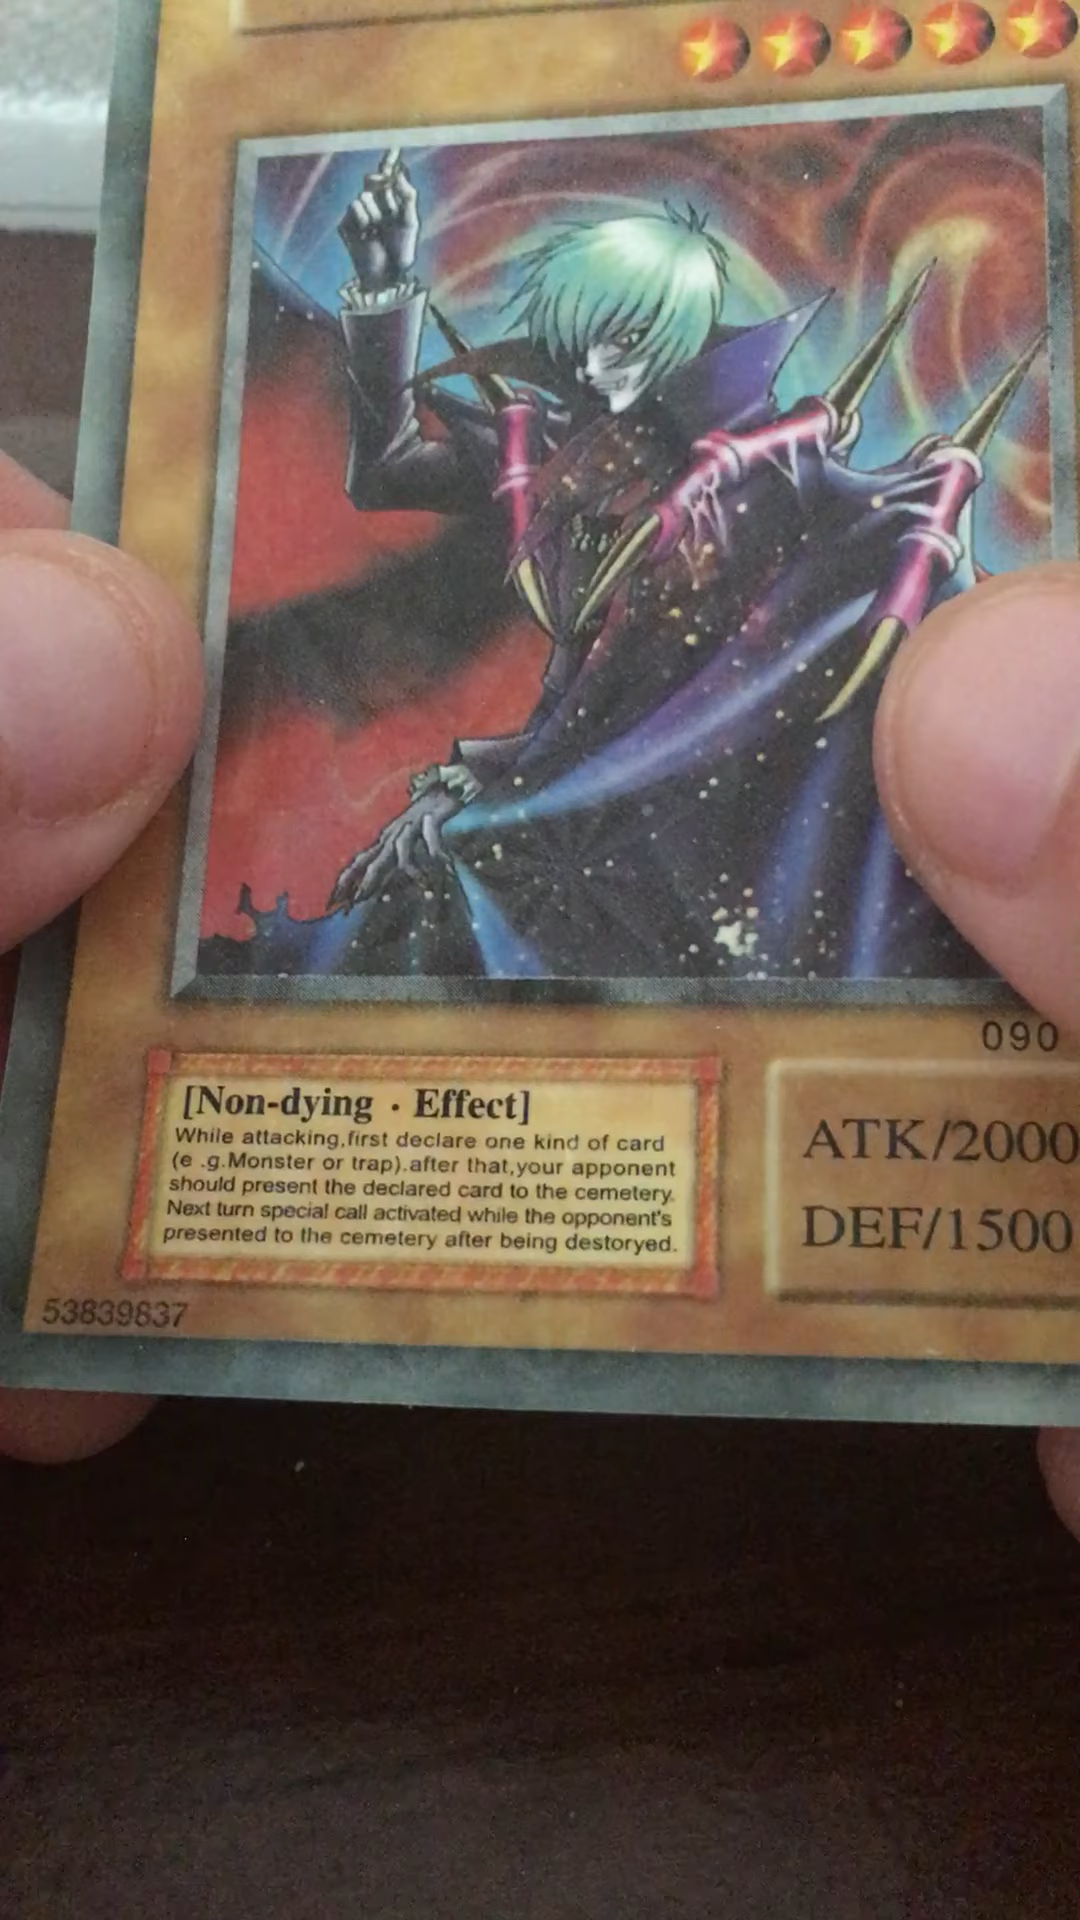 090
[Non-dying · Effect]
While attacking,first declare one kind of card
(e .g.Monster or trap).after that,your apponent
should present the declared card to the cemetery.
Next turn special call activated while the opponent's
presented to the cemetery after being destoryed.
ATK/2000
DEF/1500
53839837